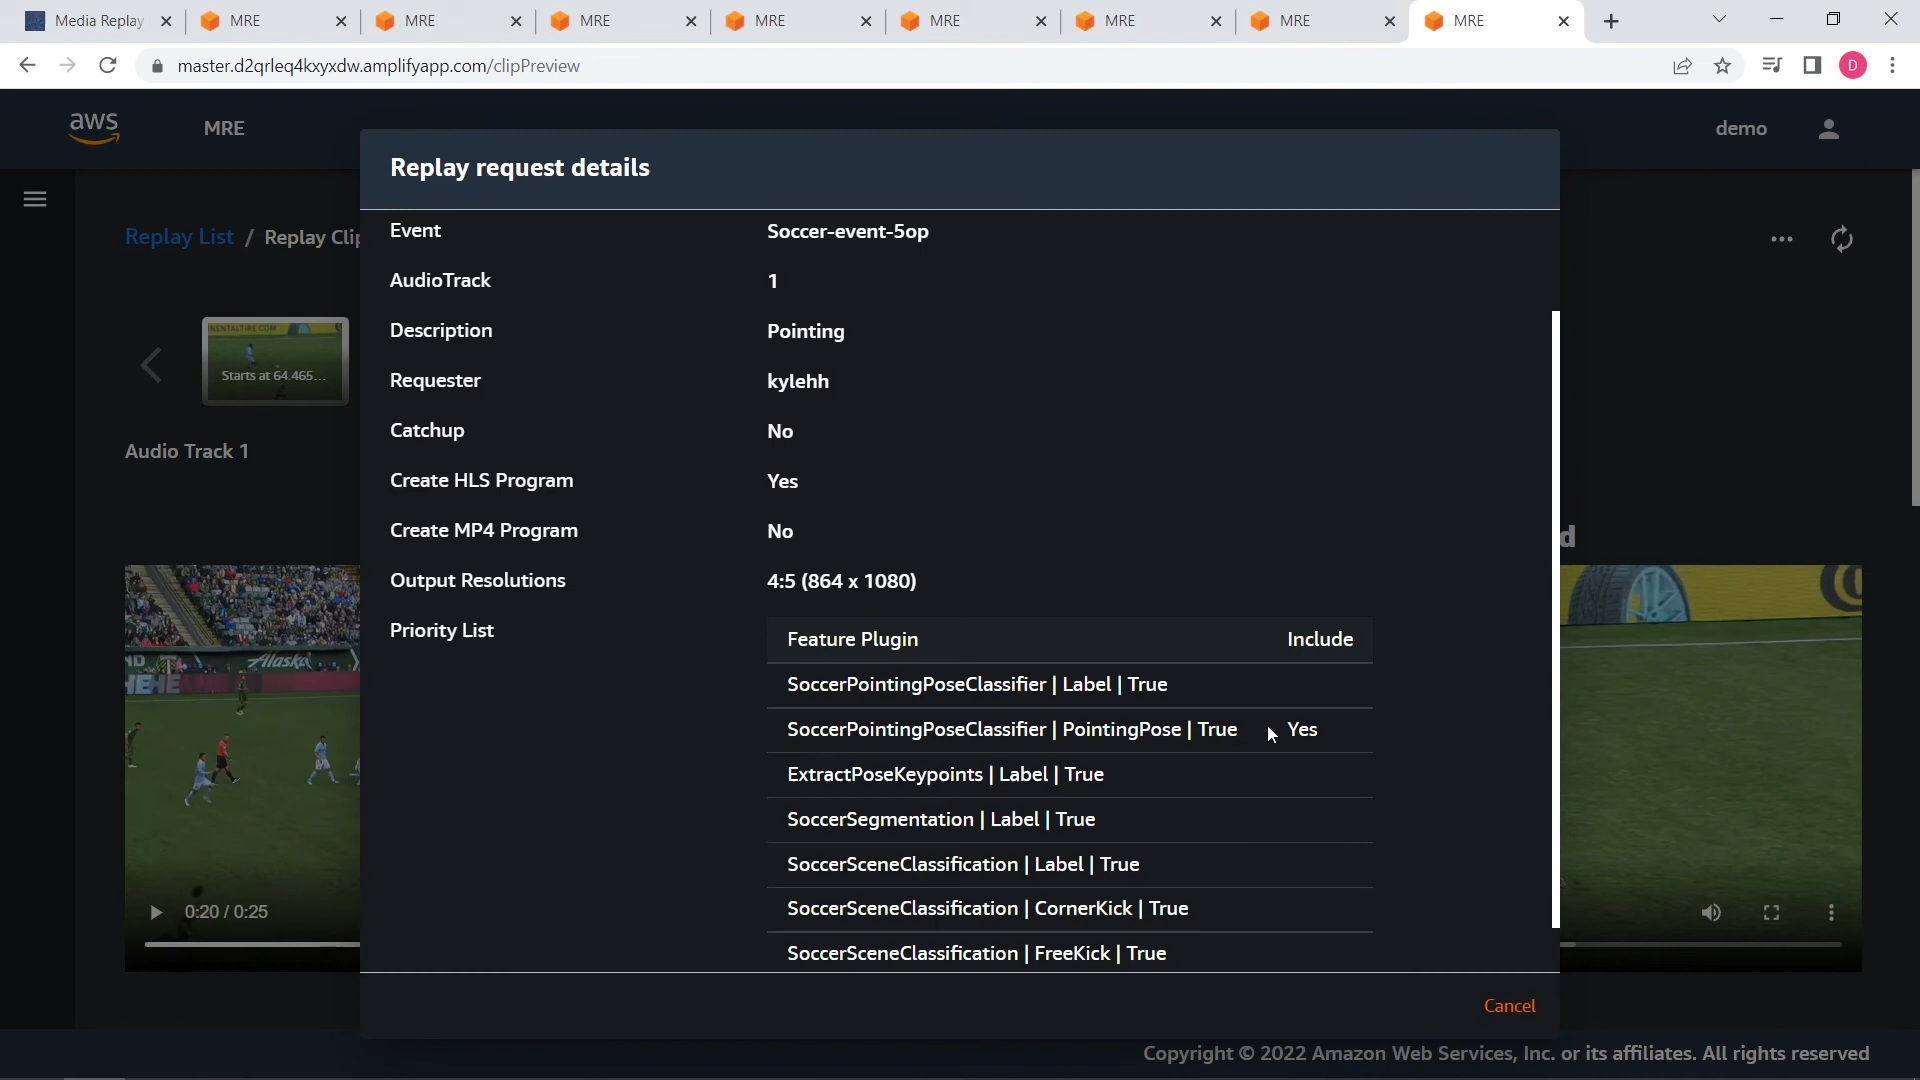 Media Replay
MRE
MRE
MRE
MRE
MRE
MRE
MRE
MRE
master.d2qrleq4kxyxdw.amplifyapp.com/clipPreview
D
aws
MRE
demo
Replay request details
Replay List / Replay Cli
Event Soccer-event-5op
AudioTrack 1
Description Pointing
Requester kylehh
Catchup No
Create HLS Program Yes
Create MP4 Program No
Output Resolutions 4:5 (864 x 1080)
Priority List
Feature Plugin Include
SoccerPointingPoseClassifier | Label | True
SoccerPointingPoseClassifier | PointingPose | True Yes
ExtractPoseKeypoints | Label | True
SoccerSegmentation | Label | True
SoccerSceneClassification | Label | True
SoccerSceneClassification | CornerKick | True
SoccerSceneClassification | FreeKick | True
Cancel
INENTALTIRE.COM
Starts at 64.465...
Audio Track 1
d
Alaska
HEHE
0:20 / 0:25
Copyright © 2022 Amazon Web Services, Inc. or its affiliates. All rights reserved